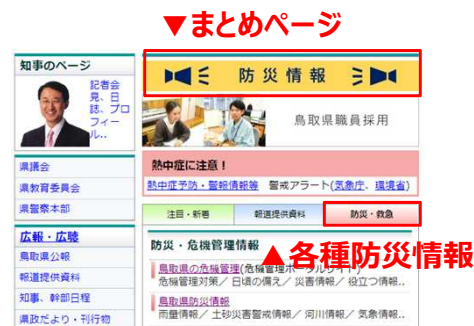 ▼まとめページ
知事のページ
記者会
見、日
誌、プロ
フィー
ル..
防災情報
鳥取県職員採用
県議会
県教育委員会
県警察本部
熱中症に注意！
熱中症予防・警報情報等 警戒アラート(気象庁、環境省)
注目・新着
報道提供資料
防災・救急
広報・広聴
鳥取県公報
報道提供資料
知事、幹部日程
県政だより・刊行物
防災・危機管理情報
▲各種防災情報
鳥取県の危機管理(危機管理ポータルサイト)
危機管理対策／ 日頃の備え／ 災害情報／ 役立つ情報..
鳥取県防災情報
雨量情報／ 土砂災害警戒情報／ 河川情報／ 気象情報..